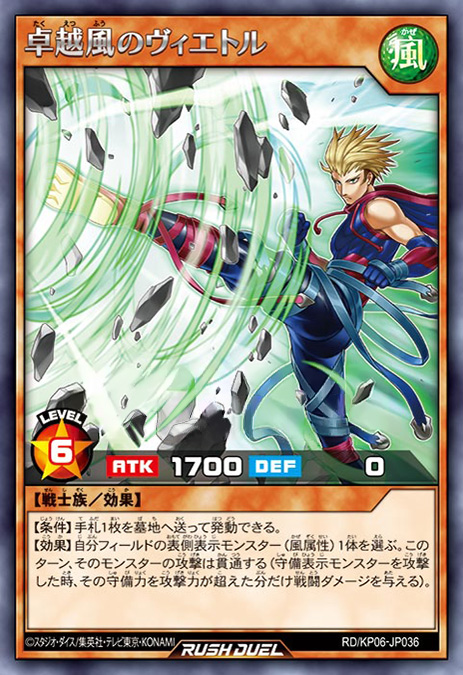 卓越風のヴィエトル
風
LEVEL
6
ATK 1700 DEF 0
【戦士族／効果】
【条件】手札1枚を墓地へ送って発動できる。
【効果】自分フィールドの表側表示モンスター（風属性）1体を選ぶ。この
ターン、そのモンスターの攻撃は貫通する（守備表示モンスターを攻撃
した時、その守備力を攻撃力が超えた分だけ戦闘ダメージを与える）。
©スタジオ・ダイス/集英社・テレビ東京・KONAMI
RUSH DUEL
RD/KP06-JP036